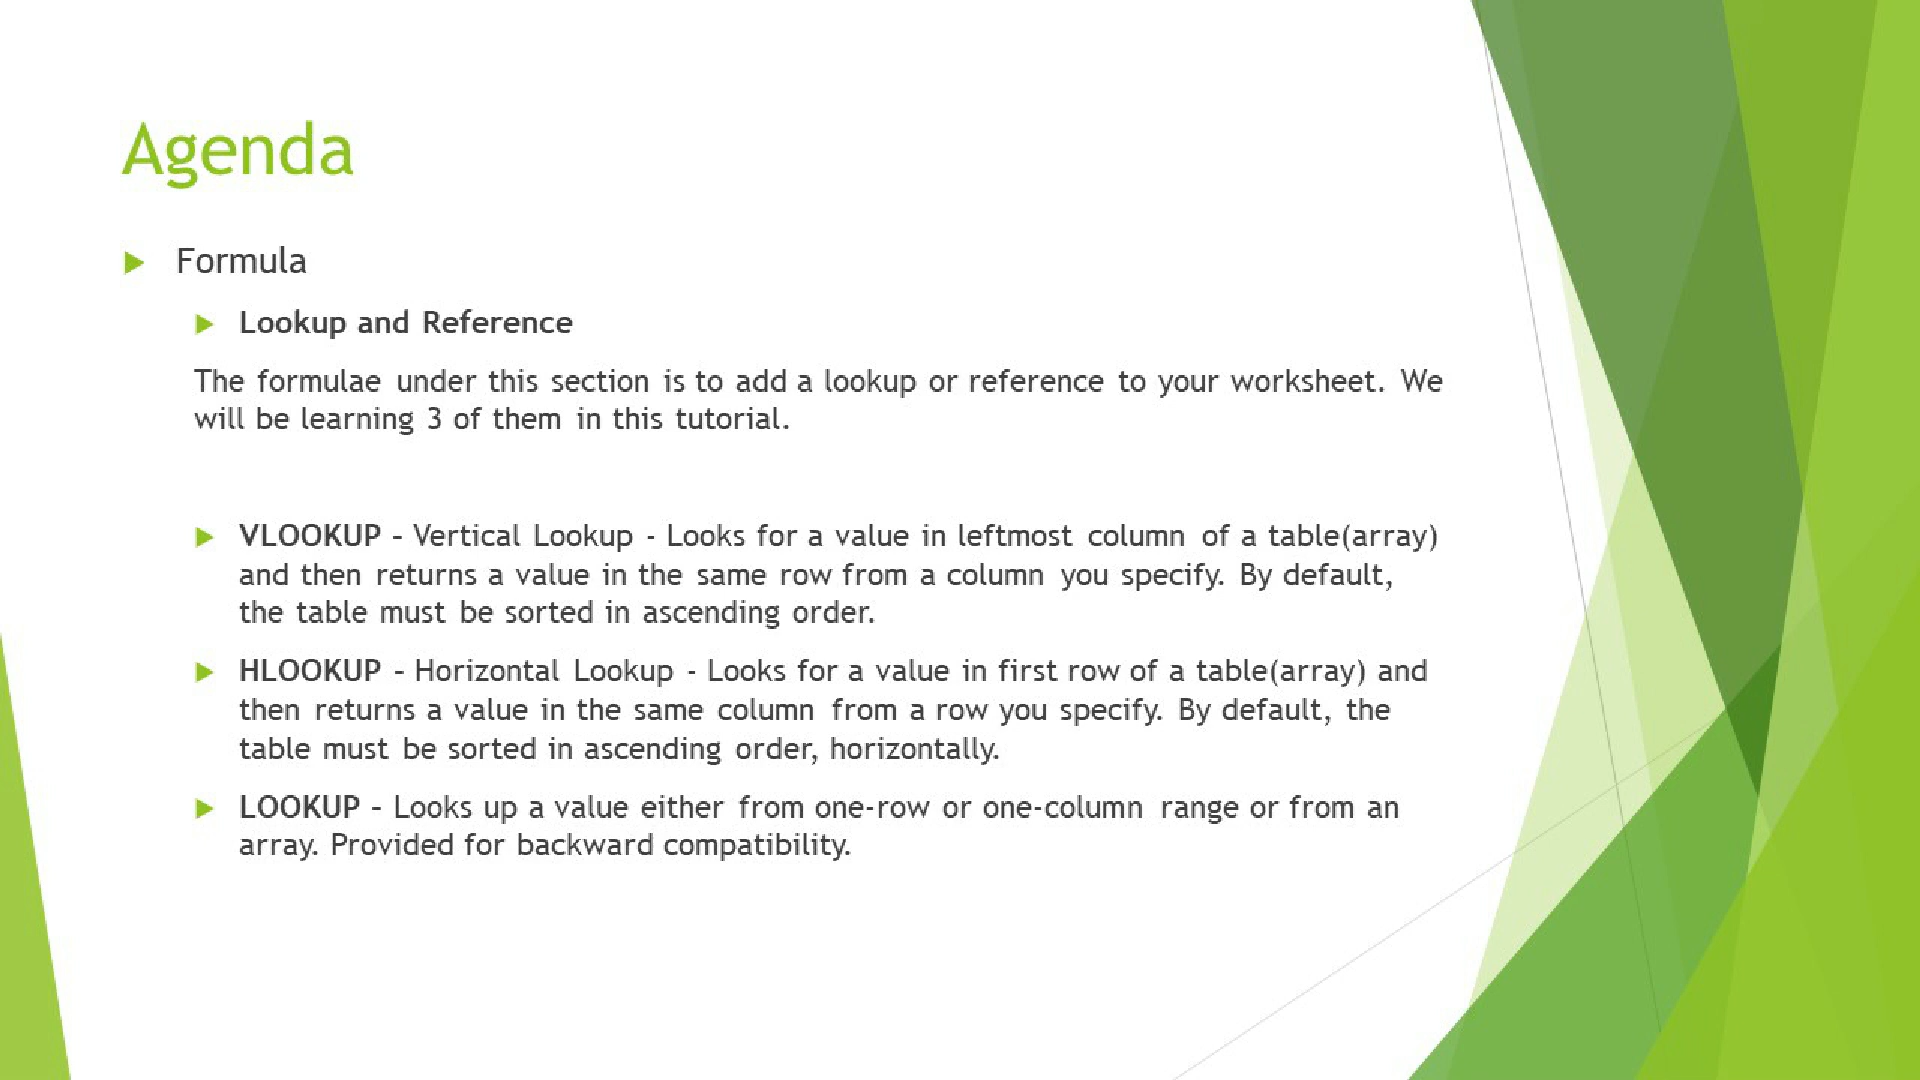 Agenda
Formula
Lookup and Reference
The formulae under this section is to add a lookup or reference to your worksheet. We
will be learning 3 of them in this tutorial.
VLOOKUP – Vertical Lookup - Looks for a value in leftmost column of a table(array)
and then returns a value in the same row from a column you specify. By default,
the table must be sorted in ascending order.
HLOOKUP – Horizontal Lookup - Looks for a value in first row of a table(array) and
then returns a value in the same column from a row you specify. By default, the
table must be sorted in ascending order, horizontally.
LOOKUP – Looks up a value either from one-row or one-column range or from an
array. Provided for backward compatibility.